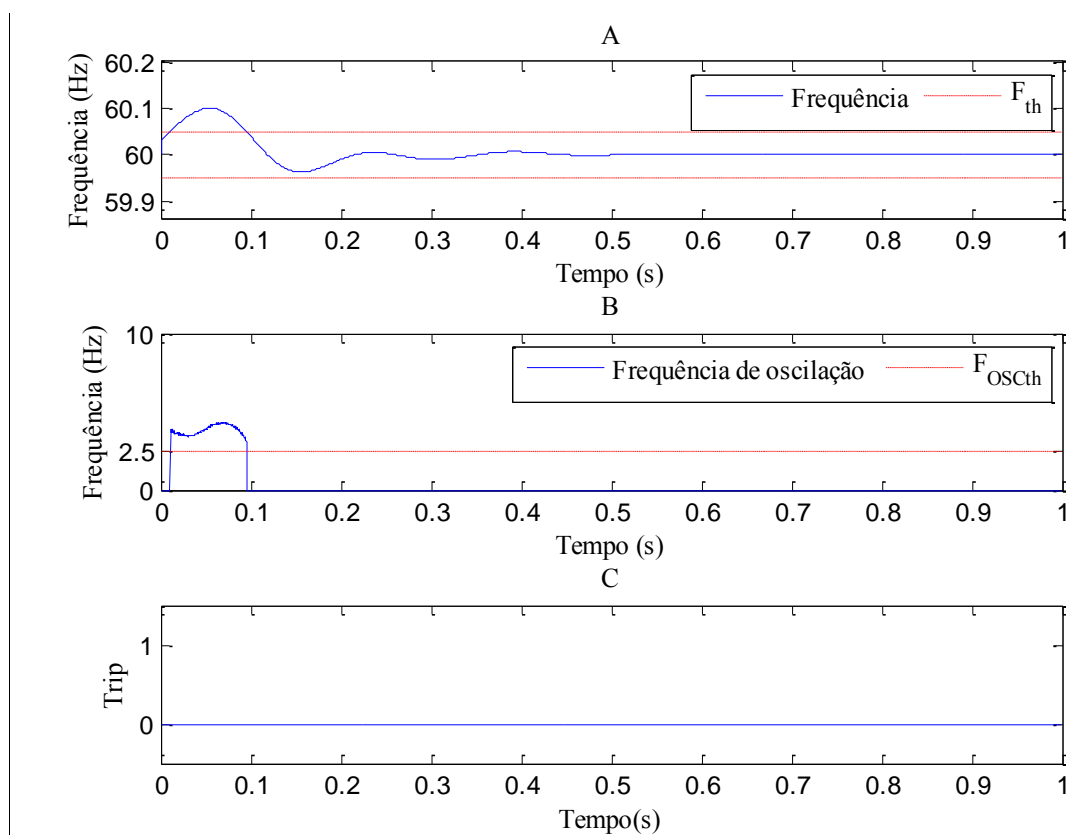 A
Frequência (Hz)
60.2
60.1
60
59.9
Frequência
F_th
0 0.1 0.2 0.3 0.4 0.5 0.6 0.7 0.8 0.9 1
Tempo (s)
B
Frequência (Hz)
10
2.5
0
Frequência de oscilação
F_OSCth
0 0.1 0.2 0.3 0.4 0.5 0.6 0.7 0.8 0.9 1
Tempo (s)
C
Trip
1
0
0 0.1 0.2 0.3 0.4 0.5 0.6 0.7 0.8 0.9 1
Tempo(s)